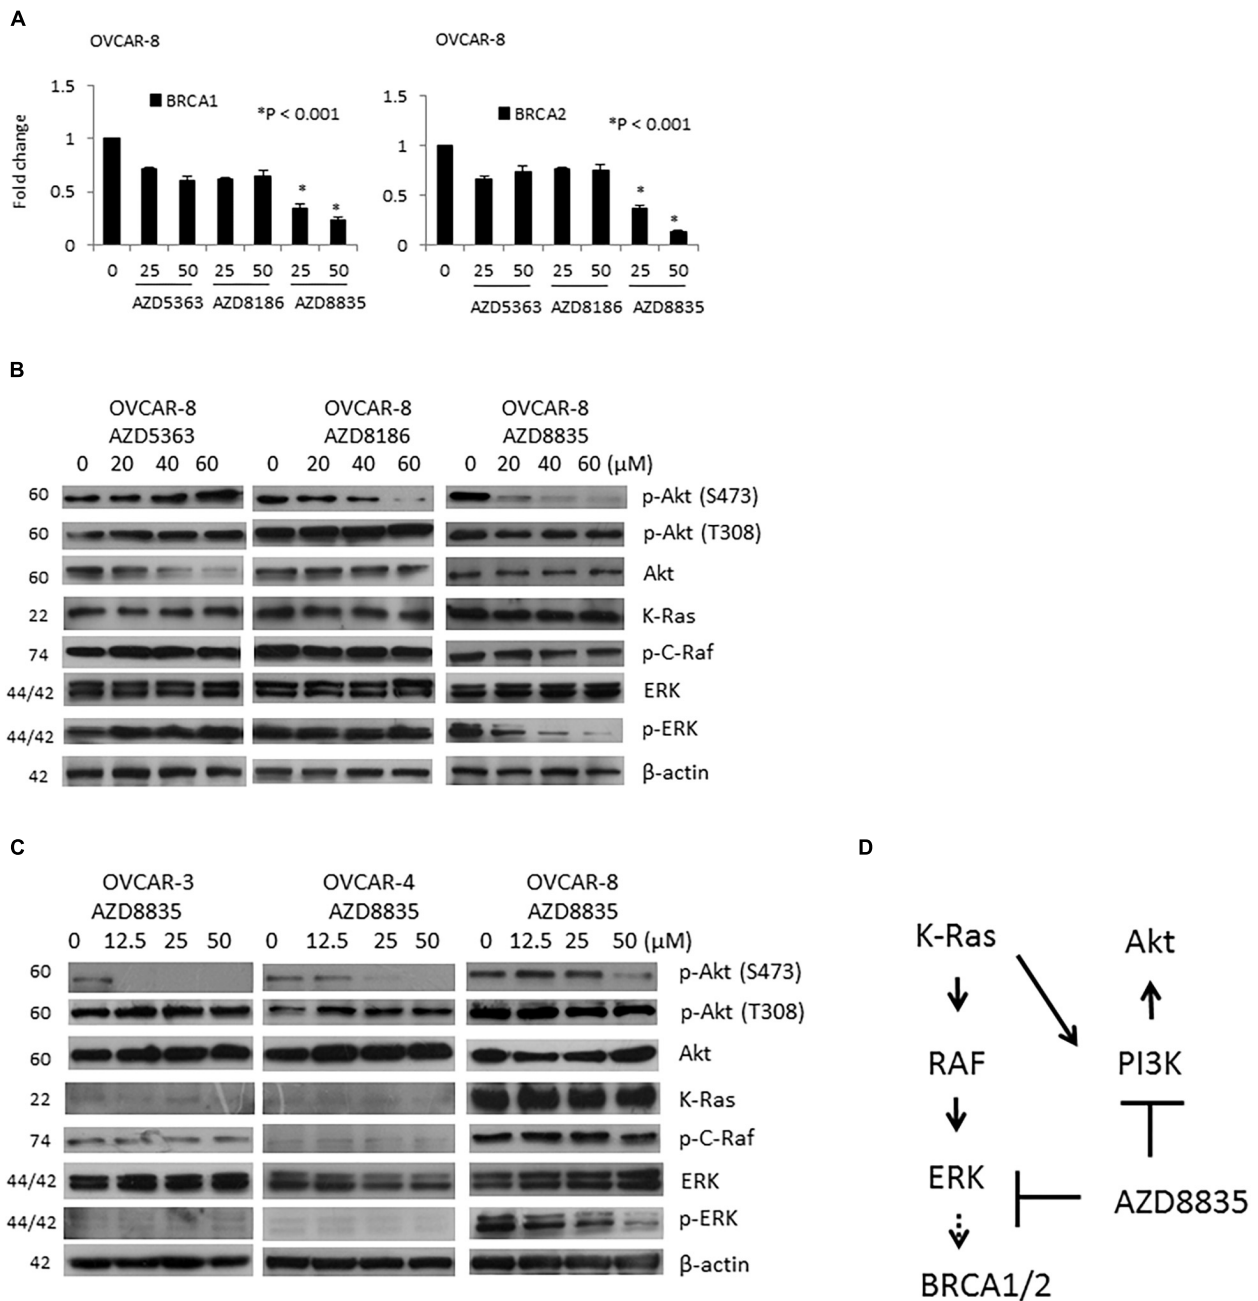 A
OVCAR-8
OVCAR-8
1.5
1
0.5
0
Fold change
BRCA1
*P < 0.001
*
*
0 25 50 25 50 25 50
AZD5363 AZD8186 AZD8835
1.5
1
0.5
0
BRCA2
*P < 0.001
*
*
0 25 50 25 50 25 50
AZD5363 AZD8186 AZD8835
B
OVCAR-8 OVCAR-8 OVCAR-8
AZD5363 AZD8186 AZD8835
0 20 40 60 0 20 40 60 0 20 40 60 (µM)
60 p-Akt (S473)
60 p-Akt (T308)
60 Akt
22 K-Ras
74 p-C-Raf
44/42 ERK
44/42 p-ERK
42 β-actin
C
OVCAR-3 OVCAR-4 OVCAR-8
AZD8835 AZD8835 AZD8835
0 12.5 25 50 0 12.5 25 50 0 12.5 25 50 (µM)
60 p-Akt (S473)
60 p-Akt (T308)
60 Akt
22 K-Ras
74 p-C-Raf
44/42 ERK
44/42 p-ERK
42 β-actin
D
K-Ras Akt
RAF PI3K
ERK AZD8835
BRCA1/2